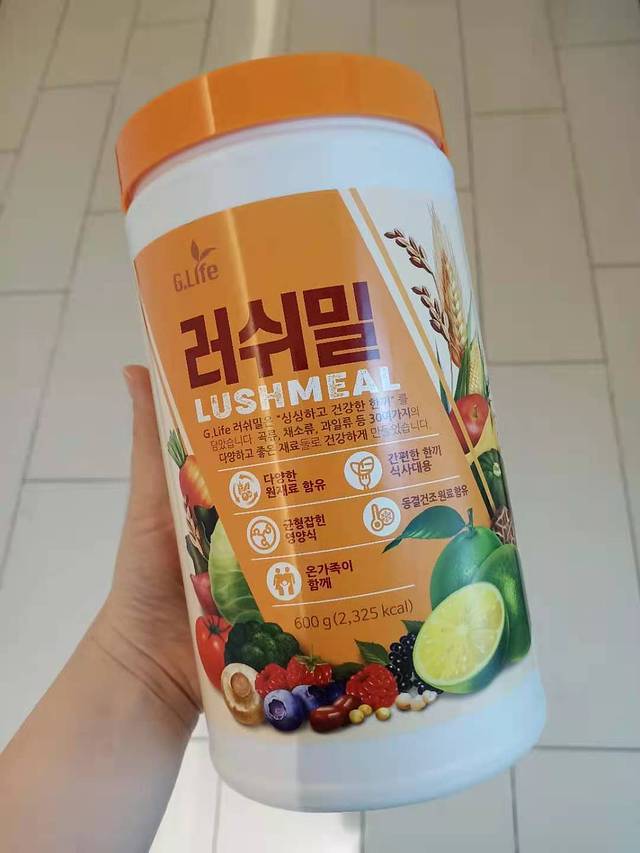 G.Life
러쉬밀
LUSHMEAL
G.Life 러쉬밀은 "싱싱하고 건강한 한끼"를
담았습니다. 곡류, 채소류, 과일류 등 30여가지의
다양하고 좋은 재료들로 건강하게 만들었습니다.
다양한
원재료 함유
간편한 한끼
식사대용
균형잡힌
영양식
동결건조 원료 함유
온가족이
함께
600 g (2,325 kcal)